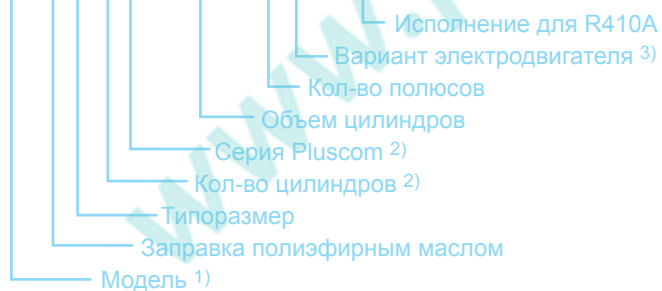 Исполнение для R410A
Вариант электродвигателя 3)
Кол-во полюсов
Объем цилиндров
Серия Pluscom 2)
Кол-во цилиндров 2)
Типоразмер
Заправка полиэфирным маслом
Модель 1)
www.